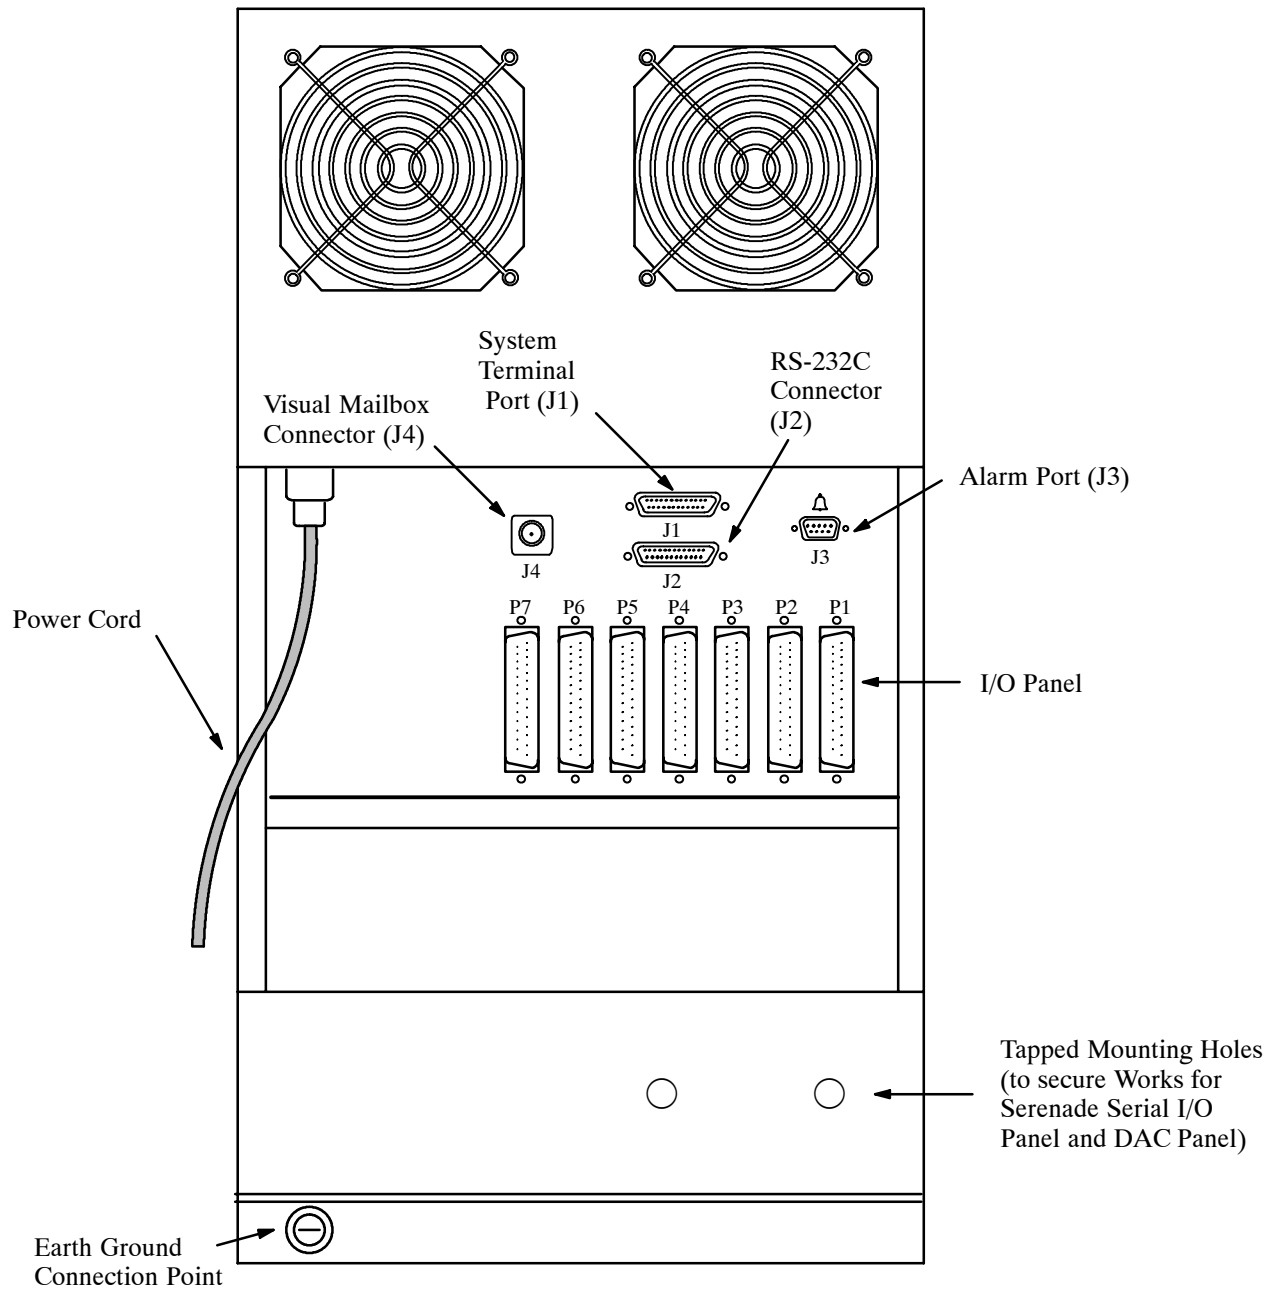 System
Terminal
Port (J1)
RS-232C
Connector
(J2)
Visual Mailbox
Connector (J4)
Alarm Port (J3)
J1
J3
J4
J2
P7 P6 P5 P4 P3 P2 P1
Power Cord
I/O Panel
Tapped Mounting Holes
(to secure Works for
Serenade Serial I/O
Panel and DAC Panel)
Earth Ground
Connection Point